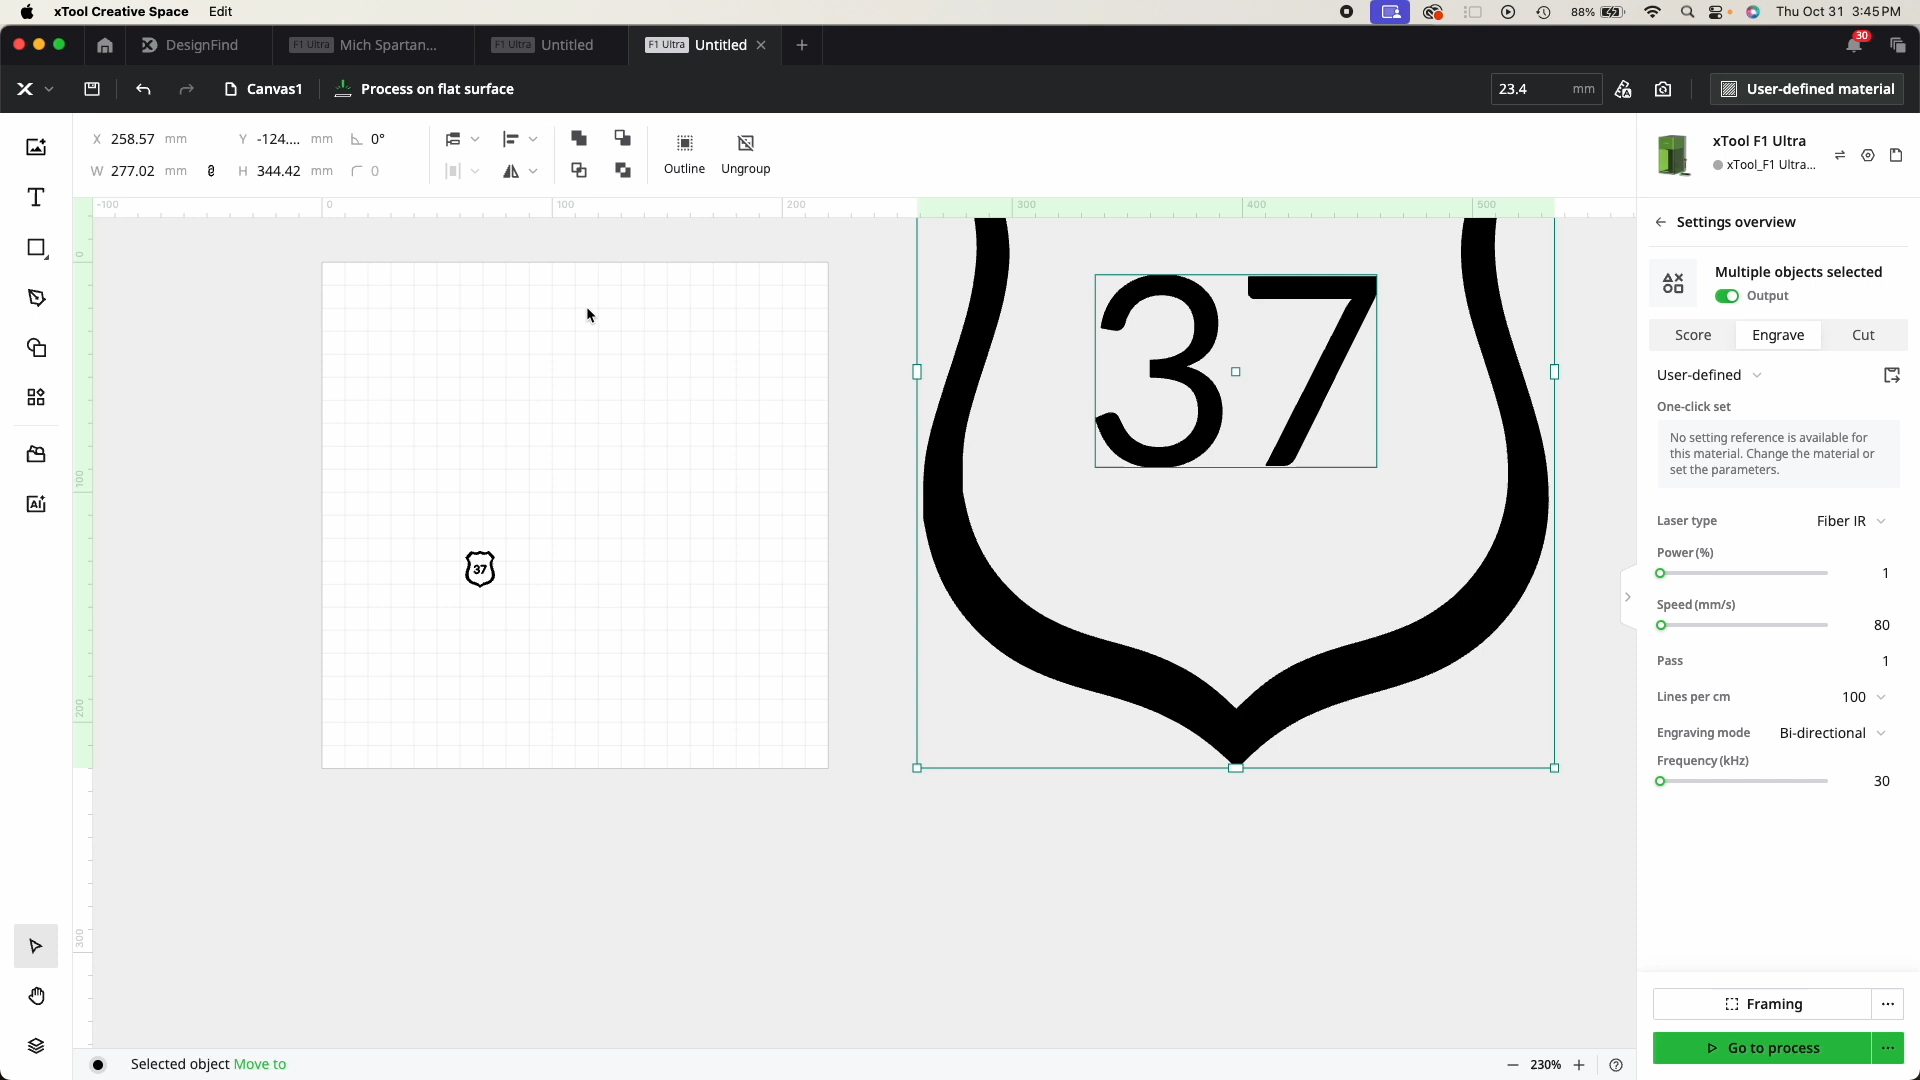 xTool Creative Space Edit 88% Thu Oct 31 3:45 PM
DesignFind F1 Ultra Mich Spartan... F1 Ultra Untitled F1 Ultra Untitled 30
Canvas1 Process on flat surface 23.4 mm User-defined material
X 258.57 mm Y -124.... mm 0°
W 277.02 mm H 344.42 mm 0
Outline Ungroup
xTool F1 Ultra
xTool_F1 Ultra...
-100 0 100 200 300 400 500
0
100
200
300
37
37
Settings overview
Multiple objects selected
Output
Score Engrave Cut
User-defined
One-click set
No setting reference is available for
this material. Change the material or
set the parameters.
Laser type Fiber IR
Power (%)
1
Speed (mm/s)
80
Pass 1
Lines per cm 100
Engraving mode Bi-directional
Frequency (kHz)
30
AI
Framing ...
Go to process ...
Selected object Move to 230%